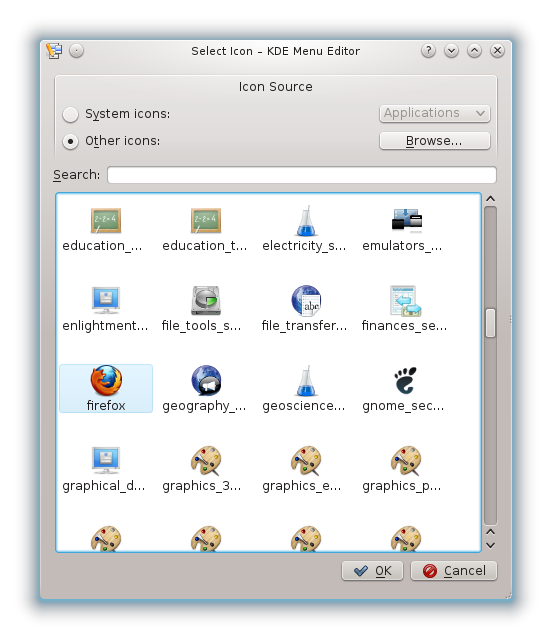 Select Icon – KDE Menu Editor
Icon Source
System icons:
Applications
Other icons:
Browse...
Search:
education_... education_t... electricity_s... emulators_...
enlightment... file_tools_s... file_transfer... finances_se...
abc
firefox geography_... geoscience... gnome_sec...
graphical_d... graphics_3... graphics_e... graphics_p...
OK Cancel